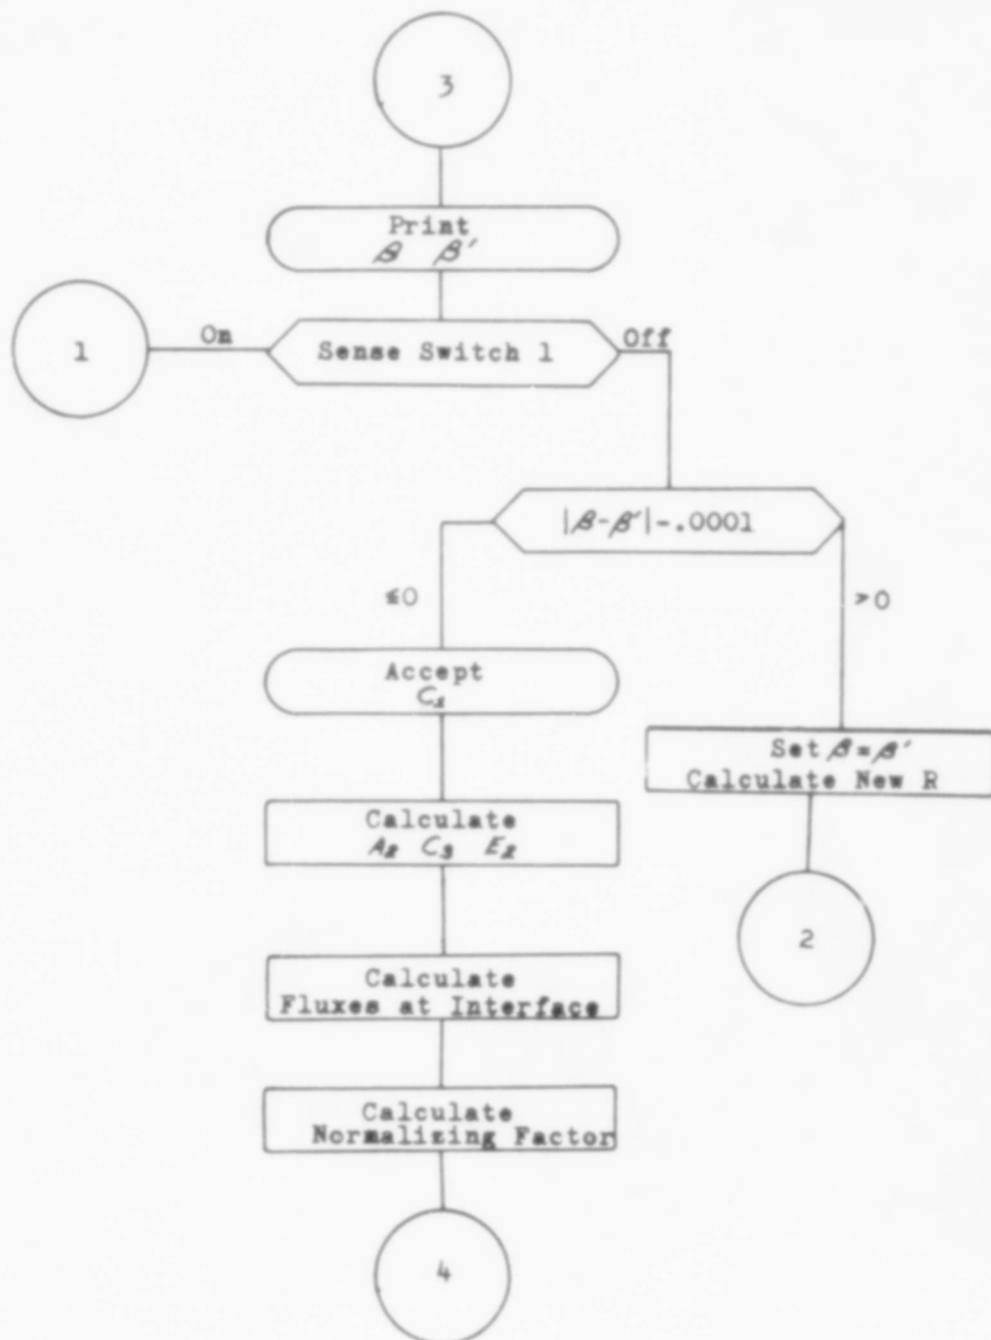 3
Print
β β′
1
On
Sense Switch 1
Off
|β-β′|-.0001
≤0
>0
Accept
C₁
Set β=β′
Calculate New R
Calculate
A₂ C₃ E₂
2
Calculate
Fluxes at Interface
Calculate
Normalizing Factor
4